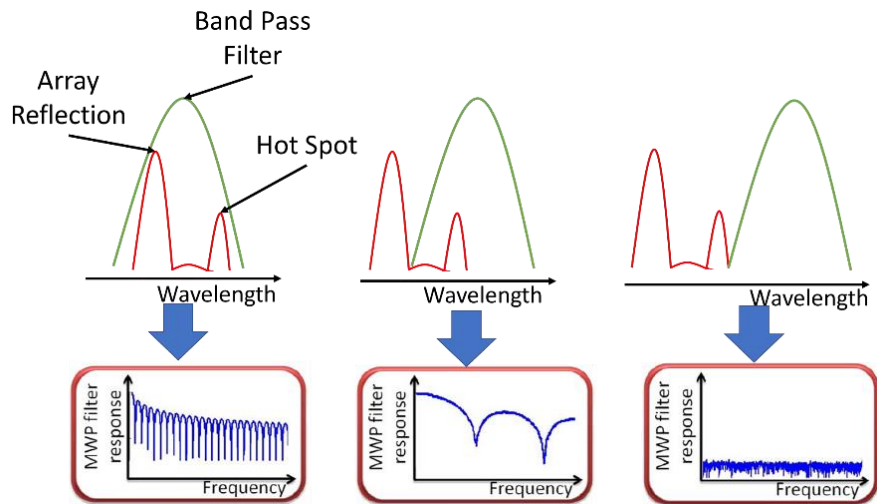 Band Pass
Filter
Array
Reflection
Hot Spot
Wavelength
Wavelength
Wavelength
MWP filter
response
Frequency
MWP filter
response
Frequency
MWP filter
response
Frequency